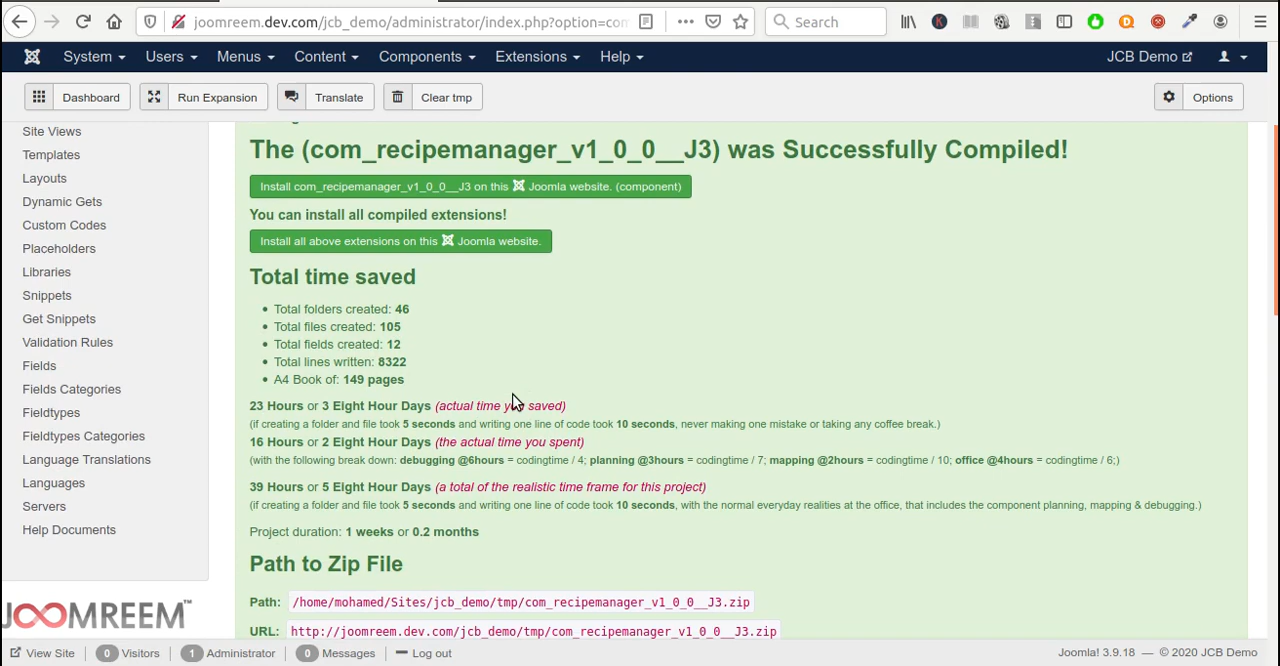 joomreem.dev.com/jcb_demo/administrator/index.php?option=com
Search
System Users Menus Content Components Extensions Help JCB Demo
Dashboard Run Expansion Translate Clear tmp Options
Site Views
Templates
Layouts
Dynamic Gets
Custom Codes
Placeholders
Libraries
Snippets
Get Snippets
Validation Rules
Fields
Fields Categories
Fieldtypes
Fieldtypes Categories
Language Translations
Languages
Servers
Help Documents
JOOMREEM™
The (com_recipemanager_v1_0_0__J3) was Successfully Compiled!
Install com_recipemanager_v1_0_0__J3 on this Joomla website. (component)
You can install all compiled extensions!
Install all above extensions on this Joomla website.
Total time saved
Total folders created: 46
Total files created: 105
Total fields created: 12
Total lines written: 8322
A4 Book of: 149 pages
23 Hours or 3 Eight Hour Days (actual time you saved)
(if creating a folder and file took 5 seconds and writing one line of code took 10 seconds, never making one mistake or taking any coffee break.)
16 Hours or 2 Eight Hour Days (the actual time you spent)
(with the following break down: debugging @6hours = codingtime / 4; planning @3hours = codingtime / 7; mapping @2hours = codingtime / 10; office @4hours = codingtime / 6;)
39 Hours or 5 Eight Hour Days (a total of the realistic time frame for this project)
(if creating a folder and file took 5 seconds and writing one line of code took 10 seconds, with the normal everyday realities at the office, that includes the component planning, mapping & debugging.)
Project duration: 1 weeks or 0.2 months
Path to Zip File
Path: /home/mohamed/Sites/jcb_demo/tmp/com_recipemanager_v1_0_0__J3.zip
URL: http://joomreem.dev.com/jcb_demo/tmp/com_recipemanager_v1_0_0__J3.zip
View Site 0 Visitors 1 Administrator 0 Messages Log out Joomla! 3.9.18 — © 2020 JCB Demo